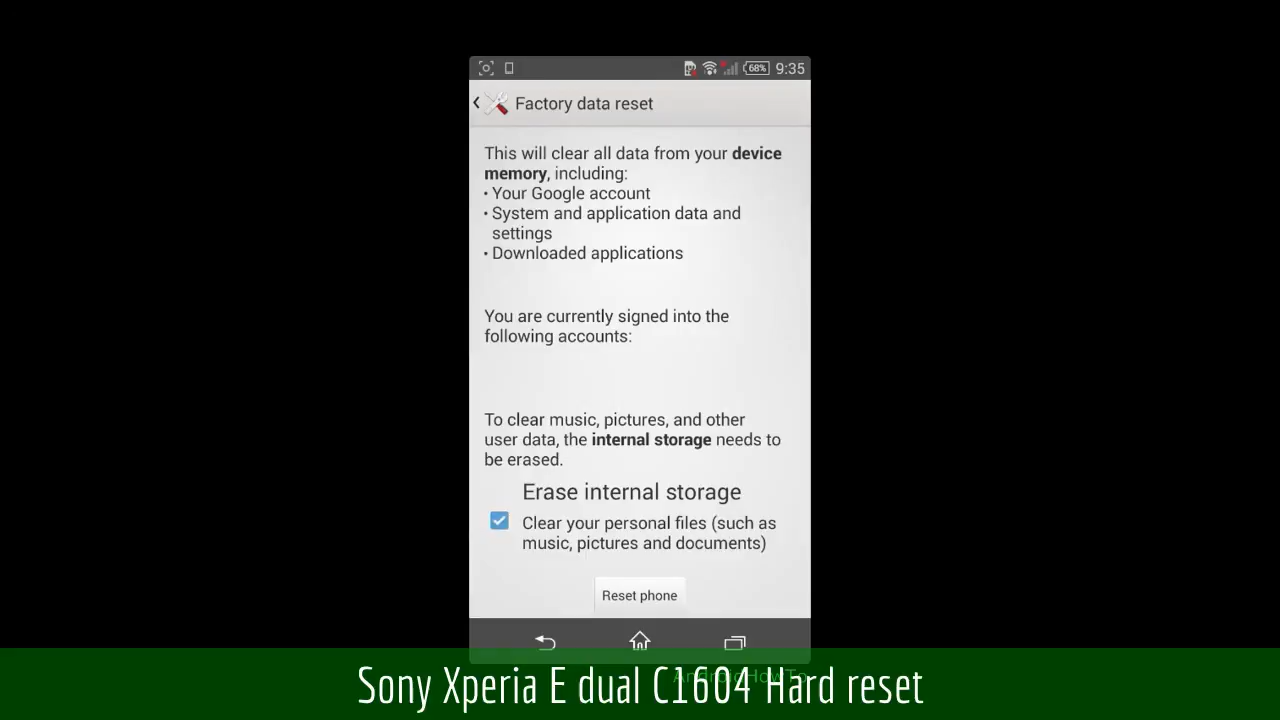 68% 9:35
Factory data reset
This will clear all data from your device
memory, including:
• Your Google account
• System and application data and
settings
• Downloaded applications
You are currently signed into the
following accounts:
To clear music, pictures, and other
user data, the internal storage needs to
be erased.
Erase internal storage
Clear your personal files (such as
music, pictures and documents)
Reset phone
AndroidHowTo
Sony Xperia E dual C1604 Hard reset